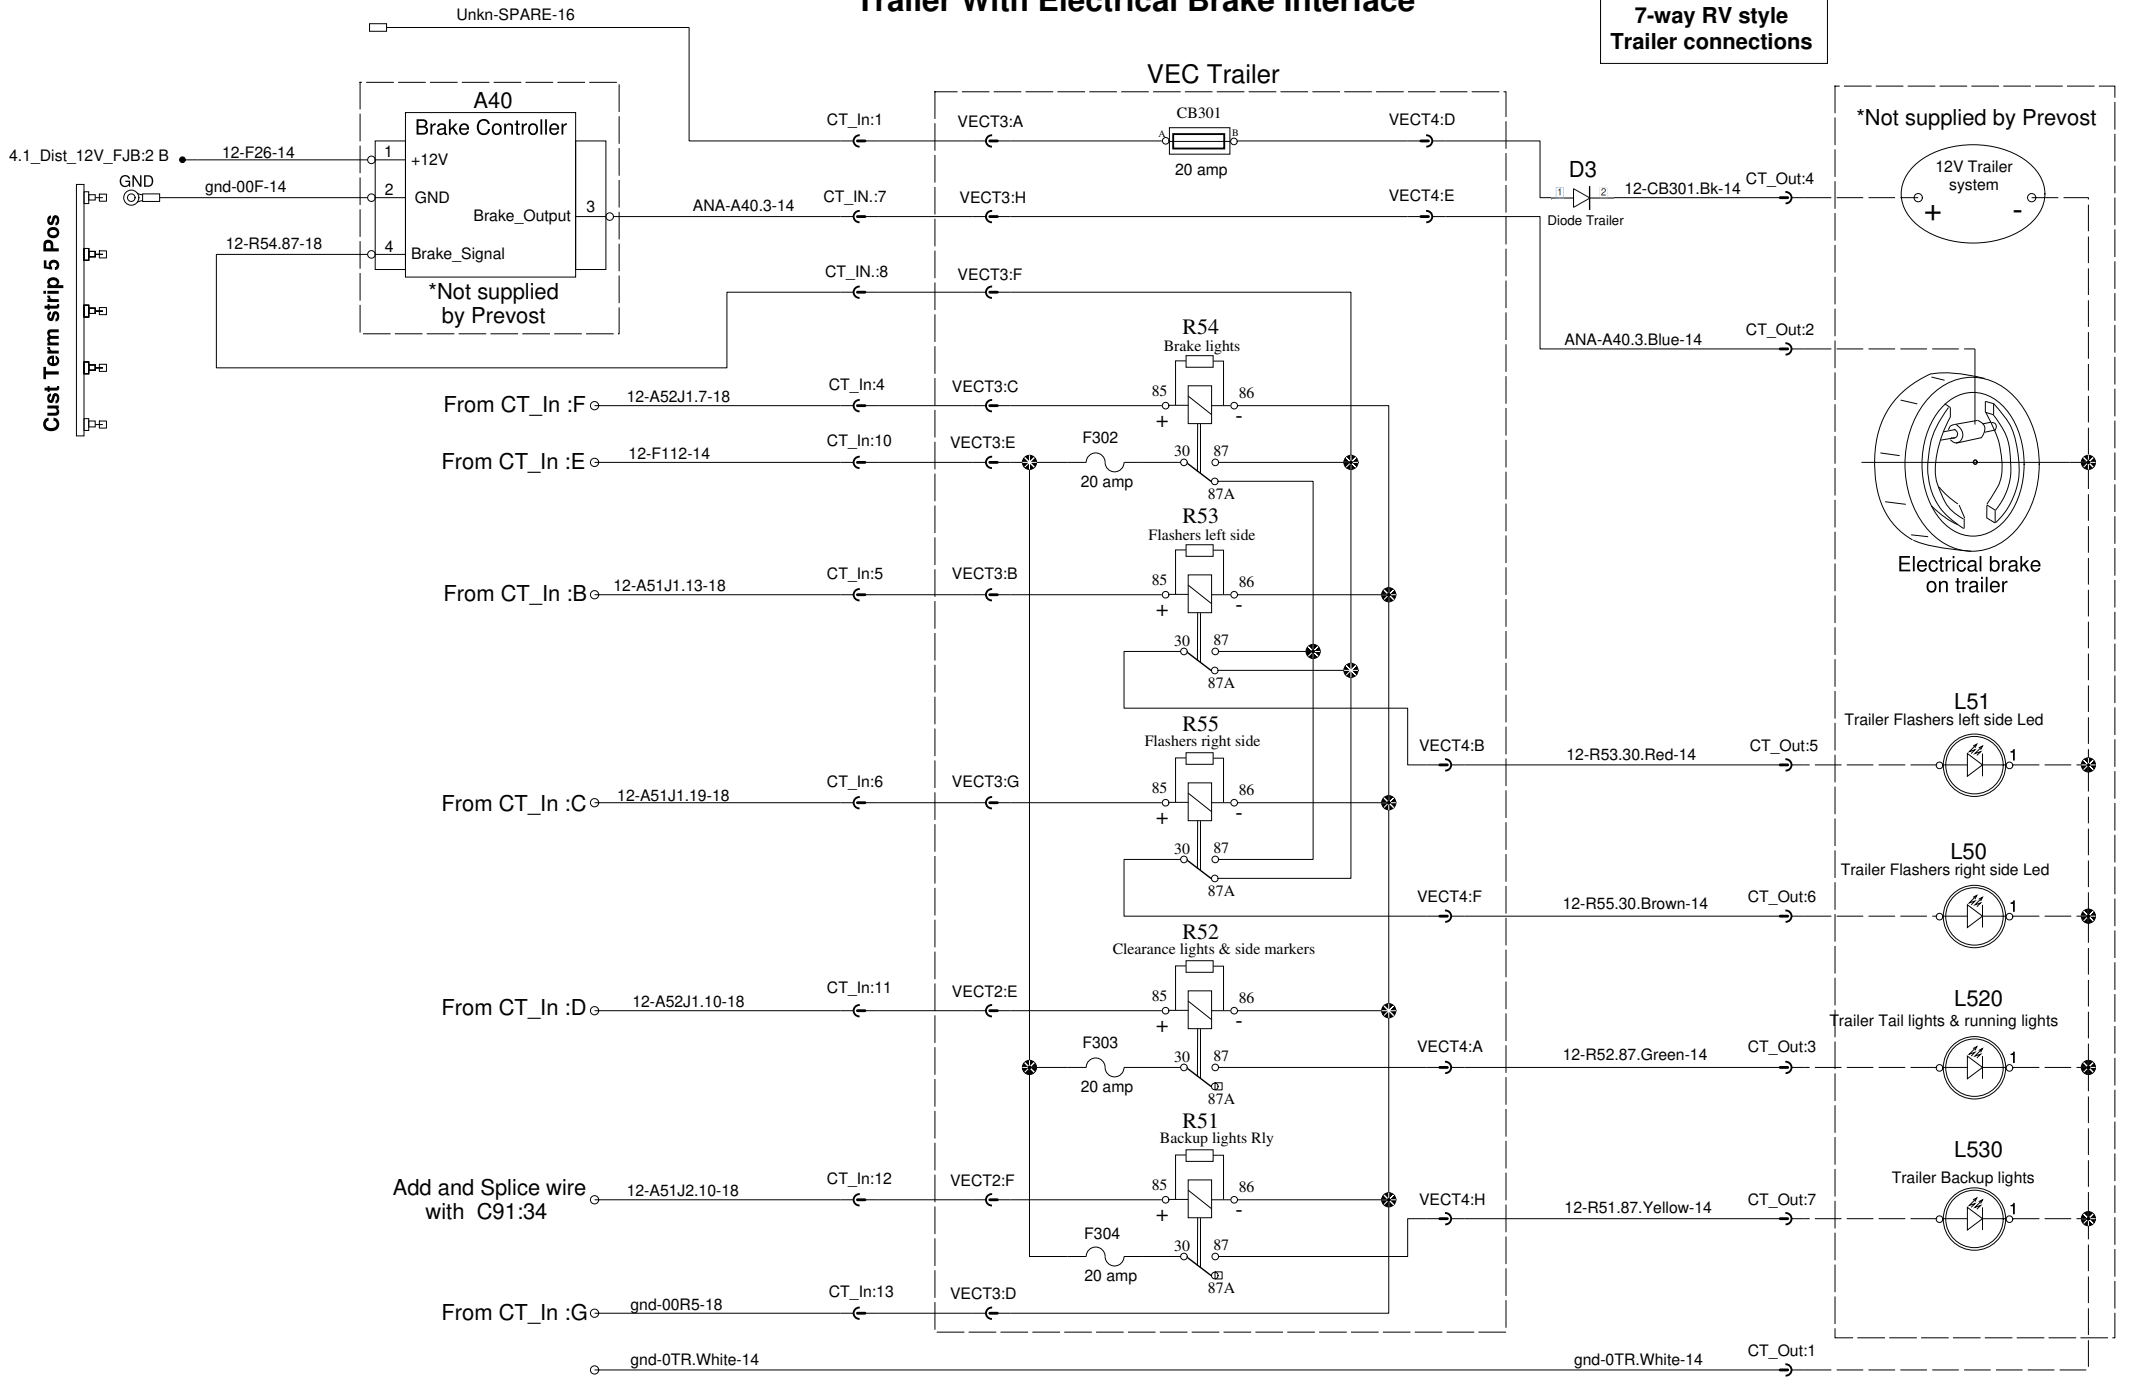 Trailer With Electrical Brake Interface
7-way RV style
Trailer connections
Unkn-SPARE-16
VEC Trailer
A40
Brake Controller
1
+12V
2
GND
Brake_Output
3
4
Brake_Signal
*Not supplied
by Prevost
4.1_Dist_12V_FJB:2 B
12-F26-14
GND
gnd-00F-14
12-R54.87-18
Cust Term strip 5 Pos
CT_In:1
VECT3:A
CB301
A
B
20 amp
VECT4:D
ANA-A40.3-14
CT_IN.:7
VECT3:H
VECT4:E
D3
1
2
Diode Trailer
12-CB301.Bk-14
CT_Out:4
*Not supplied by Prevost
12V Trailer
system
+
-
CT_IN.:8
VECT3:F
ANA-A40.3.Blue-14
CT_Out:2
R54
Brake lights
From CT_In :F
12-A52J1.7-18
CT_In:4
VECT3:C
85
+
86
-
From CT_In :E
12-F112-14
CT_In:10
VECT3:E
F302
20 amp
30
87
87A
Electrical brake
on trailer
R53
Flashers left side
From CT_In :B
12-A51J1.13-18
CT_In:5
VECT3:B
85
+
86
-
30
87
87A
VECT4:B
12-R53.30.Red-14
CT_Out:5
L51
Trailer Flashers left side Led
1
R55
Flashers right side
From CT_In :C
12-A51J1.19-18
CT_In:6
VECT3:G
85
+
86
-
30
87
87A
VECT4:F
12-R55.30.Brown-14
CT_Out:6
L50
Trailer Flashers right side Led
1
R52
Clearance lights & side markers
From CT_In :D
12-A52J1.10-18
CT_In:11
VECT2:E
85
+
86
-
F303
20 amp
30
87
87A
VECT4:A
12-R52.87.Green-14
CT_Out:3
L520
Trailer Tail lights & running lights
1
R51
Backup lights Rly
Add and Splice wire
with C91:34
12-A51J2.10-18
CT_In:12
VECT2:F
85
+
86
-
F304
20 amp
30
87
87A
VECT4:H
12-R51.87.Yellow-14
CT_Out:7
L530
Trailer Backup lights
1
From CT_In :G
gnd-00R5-18
CT_In:13
VECT3:D
gnd-0TR.White-14
gnd-0TR.White-14
CT_Out:1